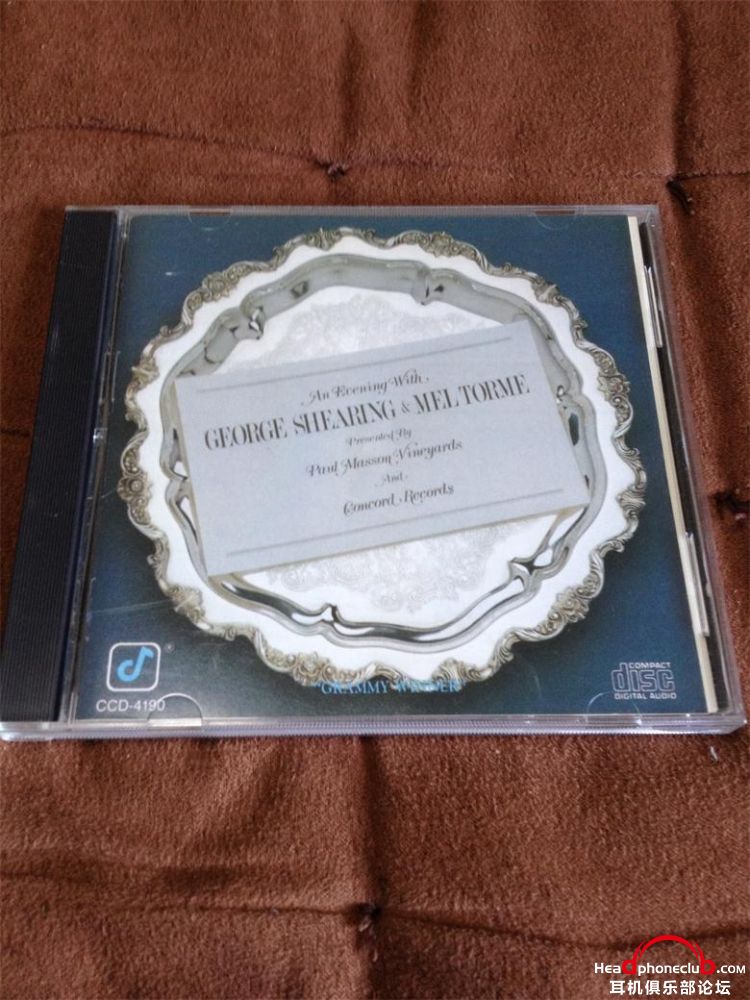 An Evening With
GEORGE SHEARING & MEL TORME
Presented By
Paul Masson Vineyards
And
Concord Records
"GRAMMY WINNER"
®
CCD-4190
COMPACT
disc
DIGITAL AUDIO
Headphoneclub.COM
耳机俱乐部论坛